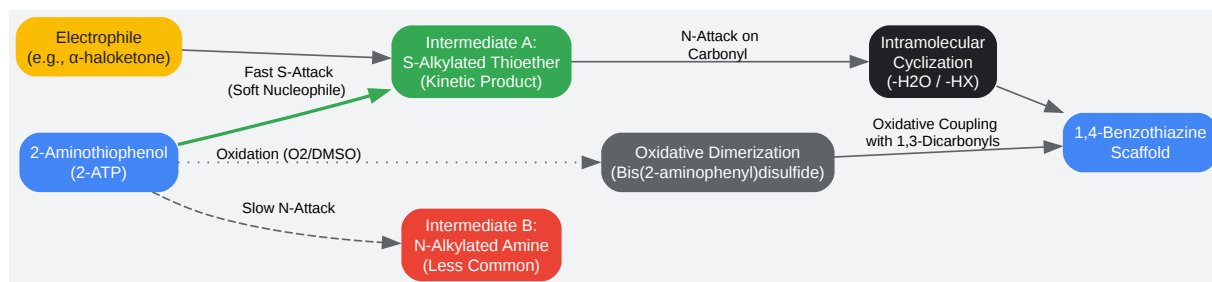 Electrophile
(e.g., α-haloketone)
Fast S-Attack
(Soft Nucleophile)
Intermediate A:
S-Alkylated Thioether
(Kinetic Product)
N-Attack on
Carbonyl
Intramolecular
Cyclization
(-H2O / -HX)
2-Aminothiophenol
(2-ATP)
Oxidation (O2/DMSO)
Oxidative Dimerization
(Bis(2-aminophenyl)disulfide)
Oxidative Coupling
with 1,3-Dicarbonyls
1,4-Benzothiazine
Scaffold
Slow N-Attack
Intermediate B:
N-Alkylated Amine
(Less Common)